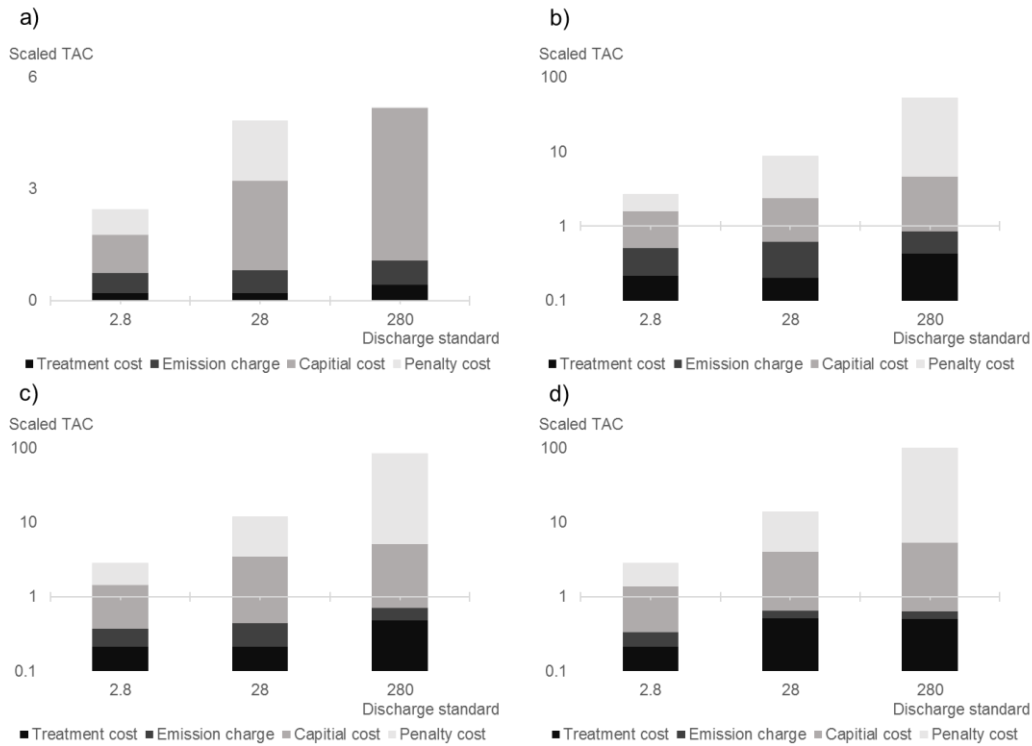 a)
Scaled TAC
6
3
0
2.8 28 280
Discharge standard
Treatment cost Emission charge Capitial cost Penalty cost
b)
Scaled TAC
100
10
1
0.1
2.8 28 280
Discharge standard
Treatment cost Emission charge Capitial cost Penalty cost
c)
Scaled TAC
100
10
1
0.1
2.8 28 280
Discharge standard
Treatment cost Emission charge Capitial cost Penalty cost
d)
Scaled TAC
100
10
1
0.1
2.8 28 280
Discharge standard
Treatment cost Emission charge Capitial cost Penalty cost